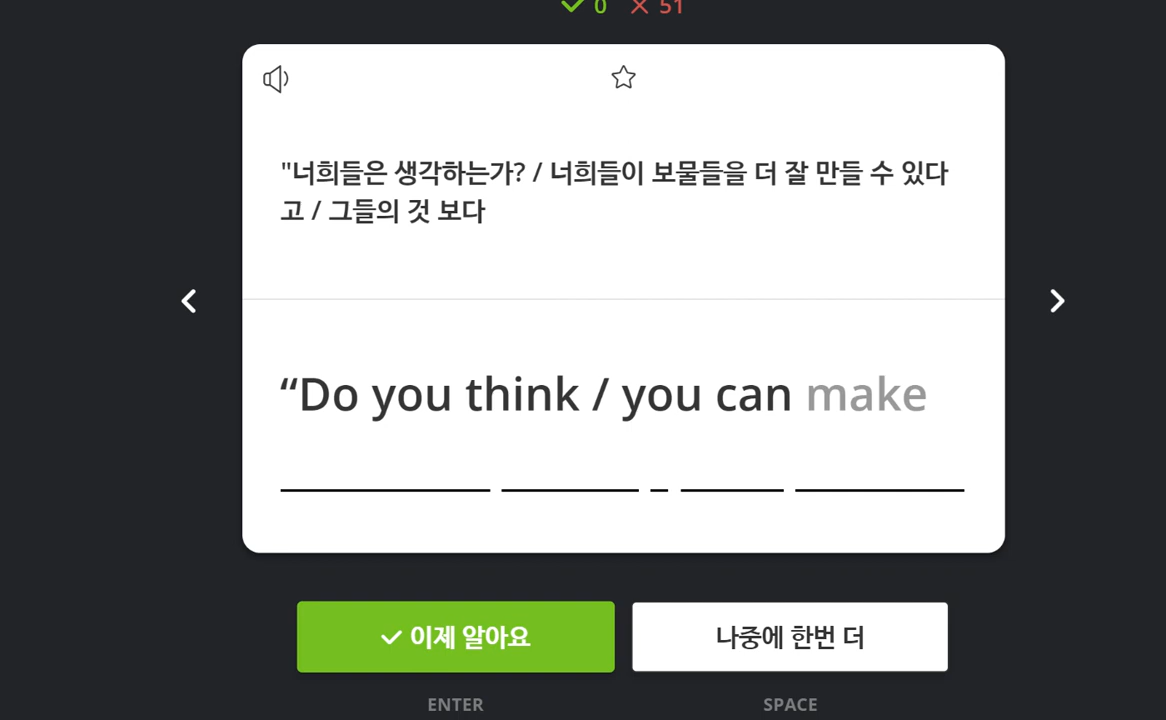 0 51
"너희들은 생각하는가? / 너희들이 보물들을 더 잘 만들 수 있다
고 / 그들의 것 보다
“Do you think / you can make
이제 알아요 나중에 한번 더
ENTER SPACE